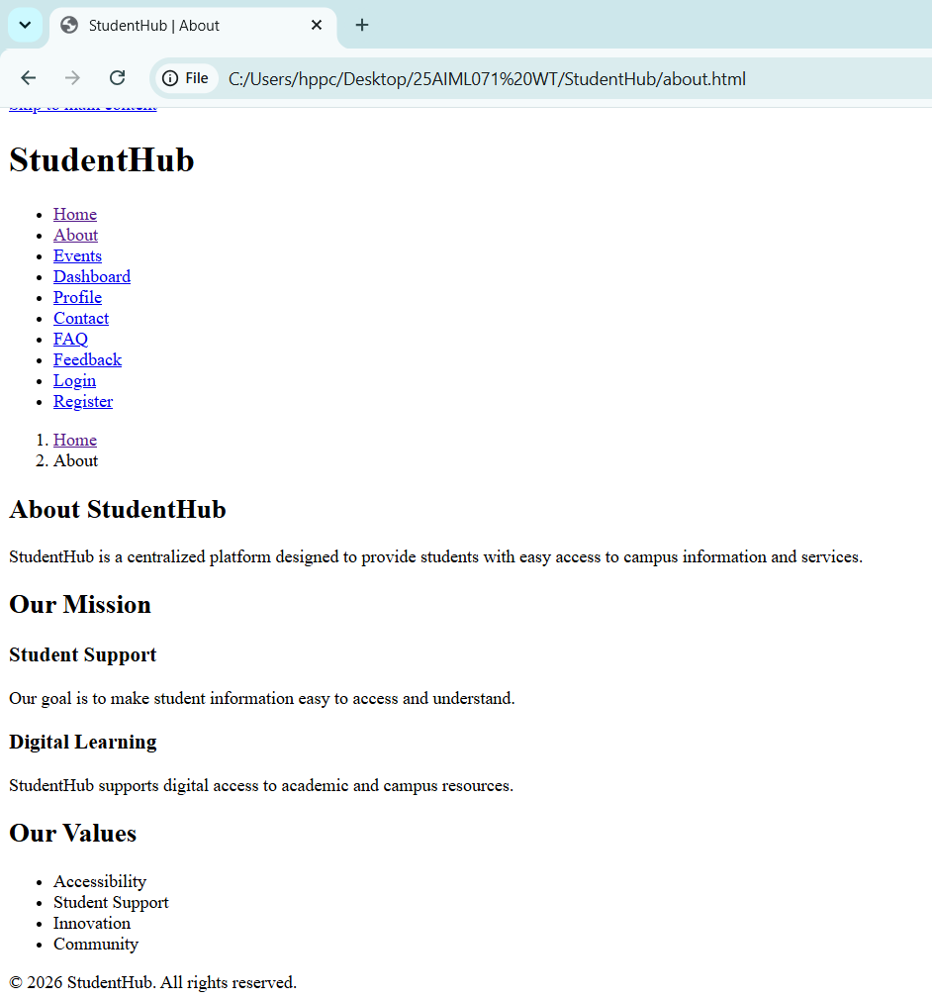 StudentHub | About
File
C:/Users/hppc/Desktop/25AIML071%20WT/StudentHub/about.html
Skip to main content
StudentHub
• Home
• About
• Events
• Dashboard
• Profile
• Contact
• FAQ
• Feedback
• Login
• Register
1. Home
2. About
About StudentHub
StudentHub is a centralized platform designed to provide students with easy access to campus information and services.
Our Mission
Student Support
Our goal is to make student information easy to access and understand.
Digital Learning
StudentHub supports digital access to academic and campus resources.
Our Values
• Accessibility
• Student Support
• Innovation
• Community
© 2026 StudentHub. All rights reserved.